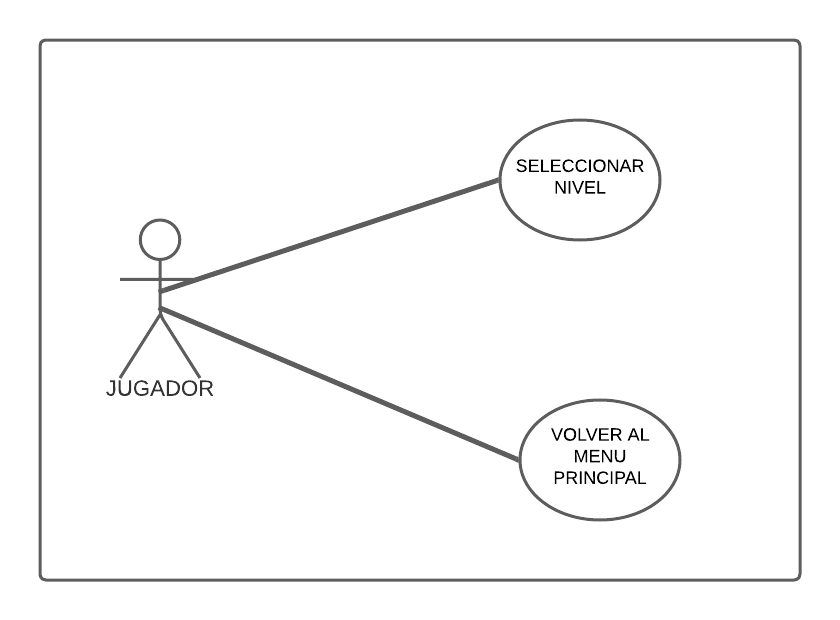 SELECCIONAR
NIVEL
JUGADOR
VOLVER AL
MENU
PRINCIPAL